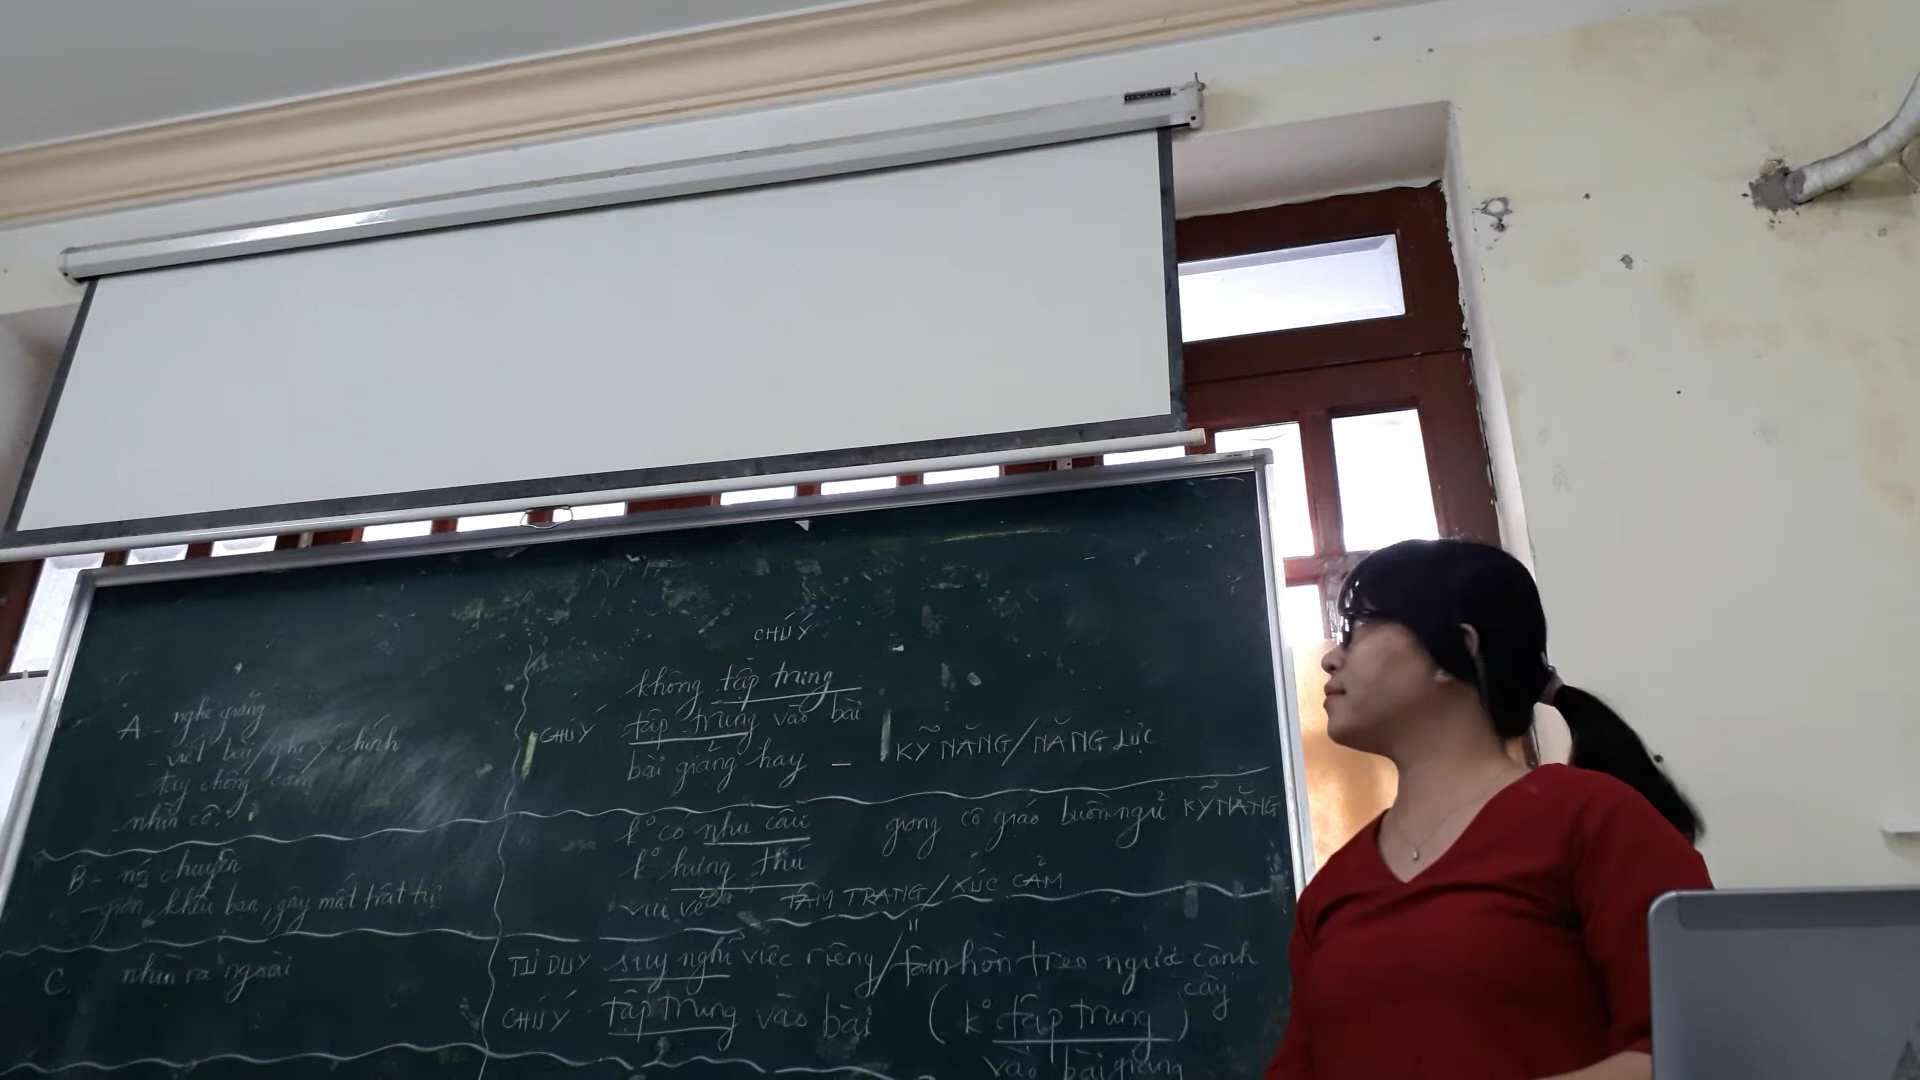 CHÚ Ý
A - nghe giảng
- viết bài/ghi ý chính
- tay chống cằm
- nhìn cô.
không tập trung
CHÚ Ý tập trung vào bài
bài giảng hay - KỸ NĂNG/NĂNG LỰC
B - nói chuyện
khều bạn, gây mất trật tự
k° có nhu cầu giọng cô giáo buồn ngủ KỸ NĂNG
k° hứng thú
vui vẻ TÂM TRẠNG/XÚC CẢM
C. nhìn ra ngoài
TƯ DUY suy nghĩ việc riêng/tâm hồn treo ngược cành
cây
CHÚ Ý tập trung vào bài (k° tập trung)
vào bài giảng